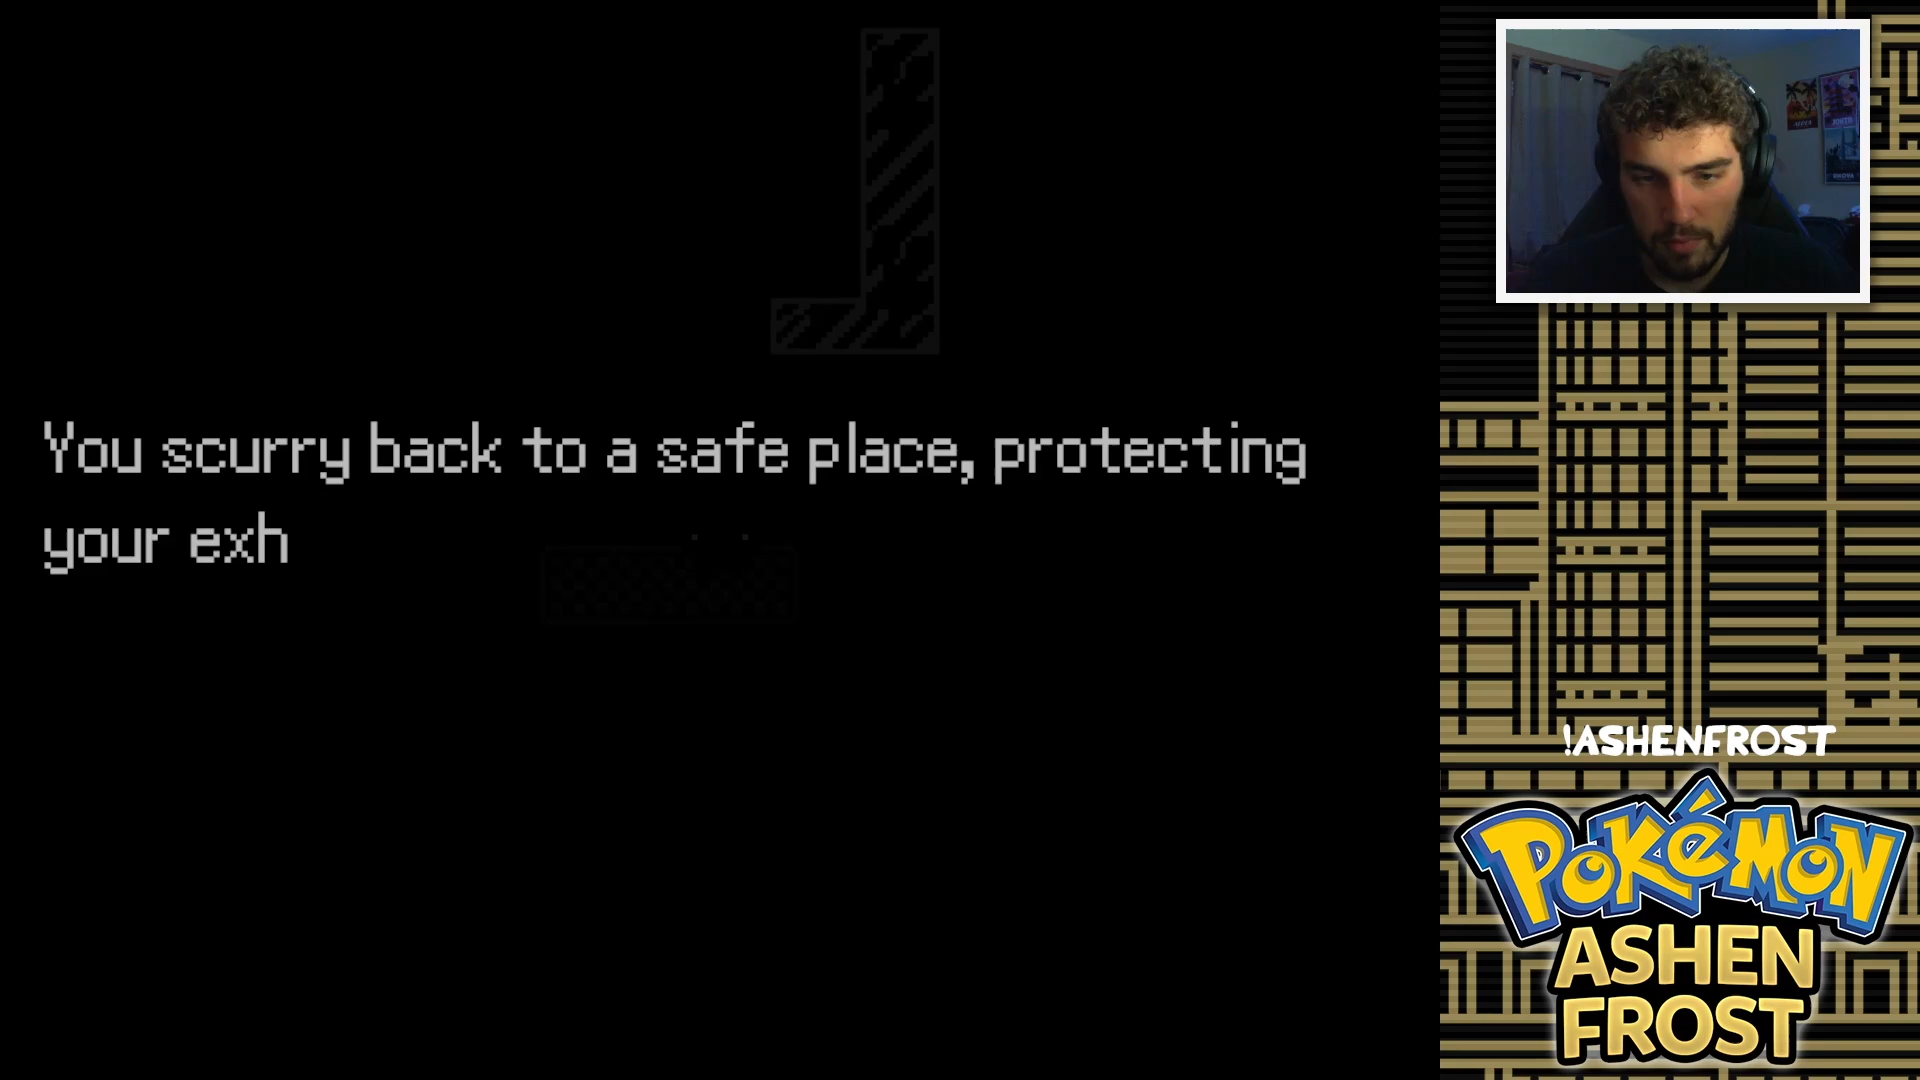 You scurry back to a safe place, protecting
your exh
!ASHENFROST
POKéMON
ASHEN
FROST